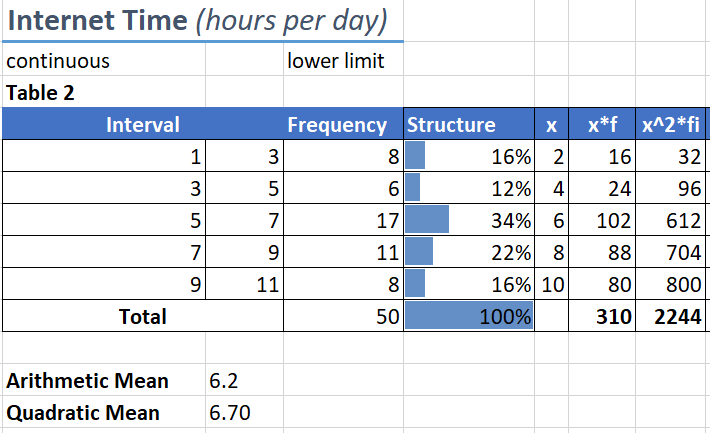 Internet Time (hours per day)
continuous lower limit
Table 2
Interval Frequency Structure x x*f x^2*fi
1 3 8 16% 2 16 32
3 5 6 12% 4 24 96
5 7 17 34% 6 102 612
7 9 11 22% 8 88 704
9 11 8 16% 10 80 800
Total 50 100% 310 2244
Arithmetic Mean 6.2
Quadratic Mean 6.70